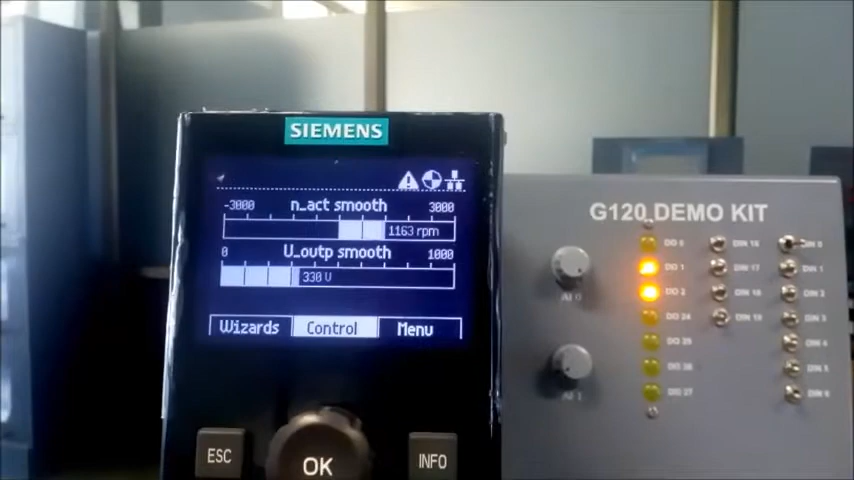 SIEMENS
-3000 n_act smooth 3000
1163 rpm
0 U_outp smooth 1000
330 V
Wizards Control Menu
ESC OK INFO
G120 DEMO KIT
DO 0 DIN 16 DIN 0
DO 1 DIN 17 DIN 1
DO 2 DIN 18 DIN 2
AI 0
DO 24 DIN 19 DIN 3
DO 25 DIN 4
DO 26 DIN 5
AI 1 DO 27 DIN 6